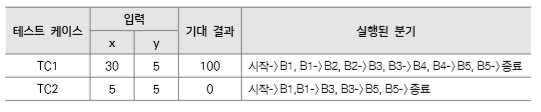 테스트 케이스 입력 기대 결과 실행된 분기
x y
TC1 30 5 100 시작->B1, B1->B2, B2->B3, B3->B4, B4->B5, B5->종료
TC2 5 5 0 시작->B1,B1->B3, B3->B5, B5->종료